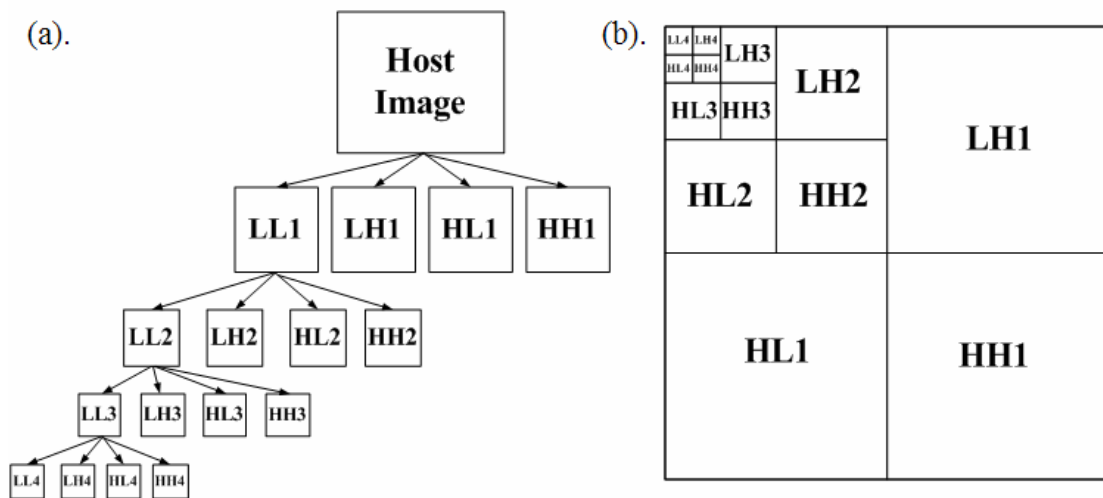 (a).
Host
Image
LL1 LH1 HL1 HH1
LL2 LH2 HL2 HH2
LL3 LH3 HL3 HH3
LL4 LH4 HL4 HH4
(b).
LL4 LH4
HL4 HH4
LH3
HL3 HH3
LH2
HL2 HH2
LH1
HL1 HH1